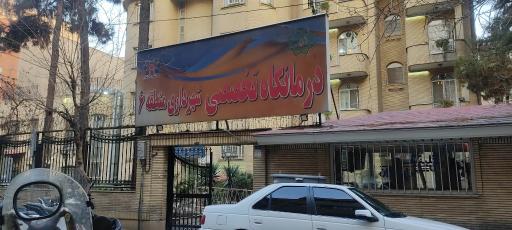 درمانگاه تخصصی شهرداری منطقه ۶